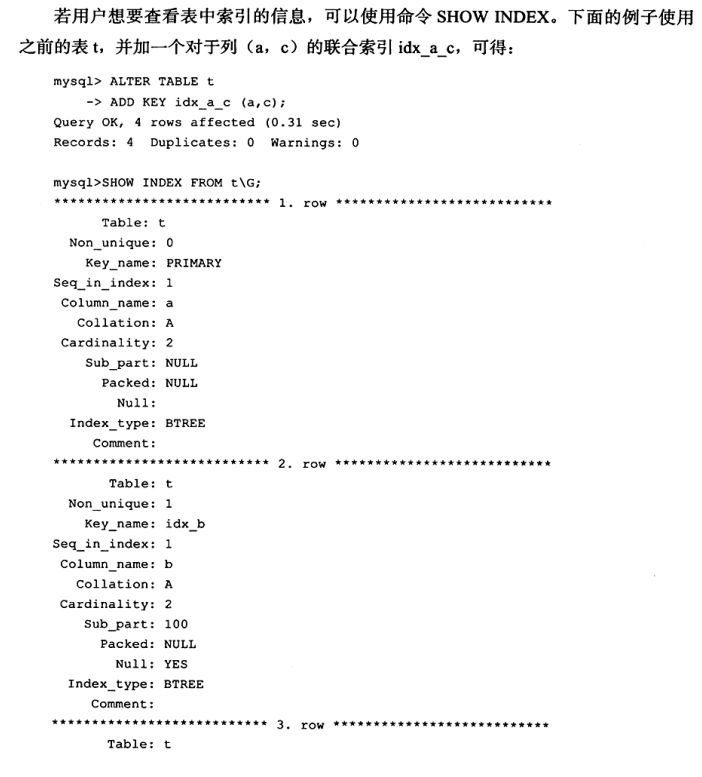 若用户想要查看表中索引的信息，可以使用命令 SHOW INDEX。下面的例子使用
之前的表 t，并加一个对于列（a，c）的联合索引 idx_a_c，可得：
mysql> ALTER TABLE t
-> ADD KEY idx_a_c (a,c);
Query OK, 4 rows affected (0.31 sec)
Records: 4  Duplicates: 0  Warnings: 0
mysql>SHOW INDEX FROM t\G;
*************************** 1. row ***************************
Table: t
Non_unique: 0
Key_name: PRIMARY
Seq_in_index: 1
Column_name: a
Collation: A
Cardinality: 2
Sub_part: NULL
Packed: NULL
Null:
Index_type: BTREE
Comment:
*************************** 2. row ***************************
Table: t
Non_unique: 1
Key_name: idx_b
Seq_in_index: 1
Column_name: b
Collation: A
Cardinality: 2
Sub_part: 100
Packed: NULL
Null: YES
Index_type: BTREE
Comment:
*************************** 3. row ***************************
Table: t